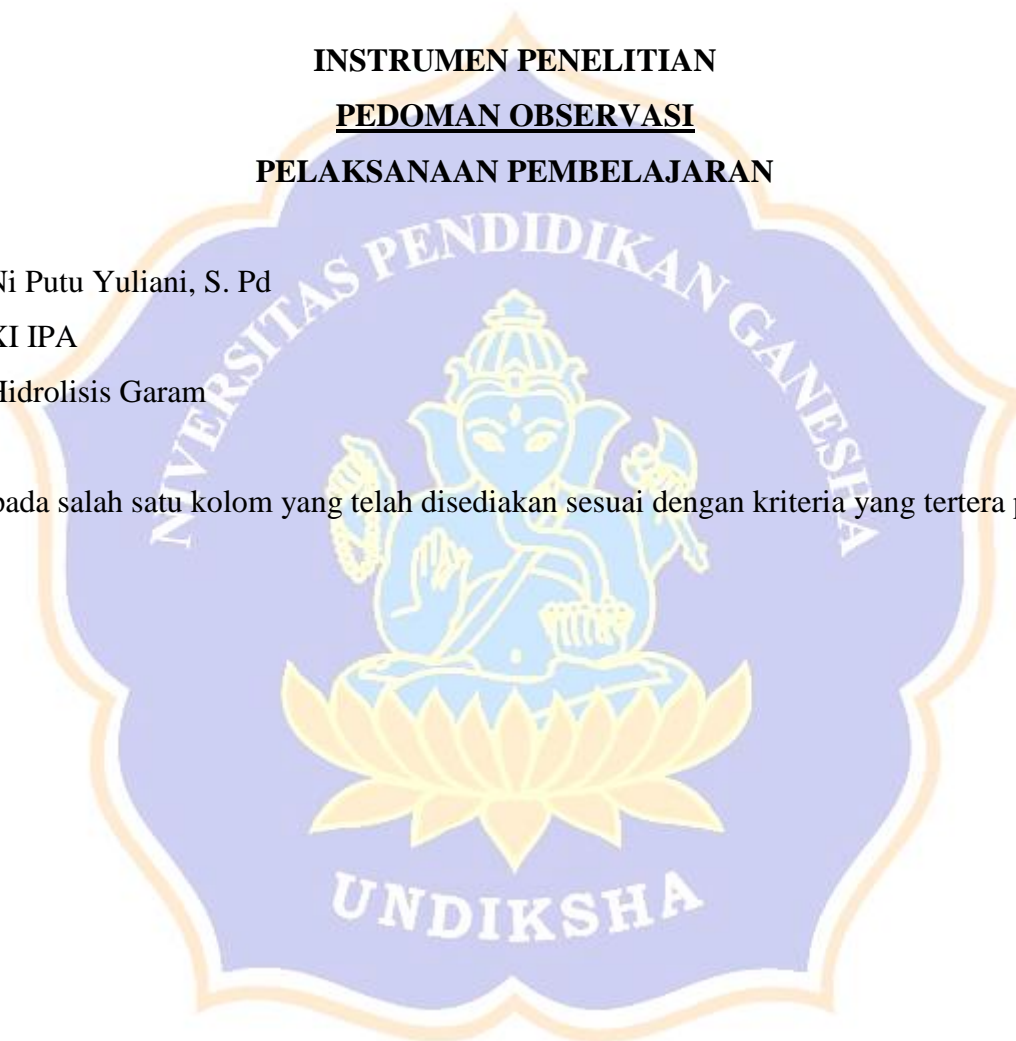 INSTRUMEN PENELITIAN
PEDOMAN OBSERVASI
PELAKSANAAN PEMBELAJARAN
Ni Putu Yuliani, S. Pd
XI IPA
Hidrolisis Garam
pada salah satu kolom yang telah disediakan sesuai dengan kriteria yang tertera p
UNIVERSITAS PENDIDIKAN GANESHA
UNDIKSHA